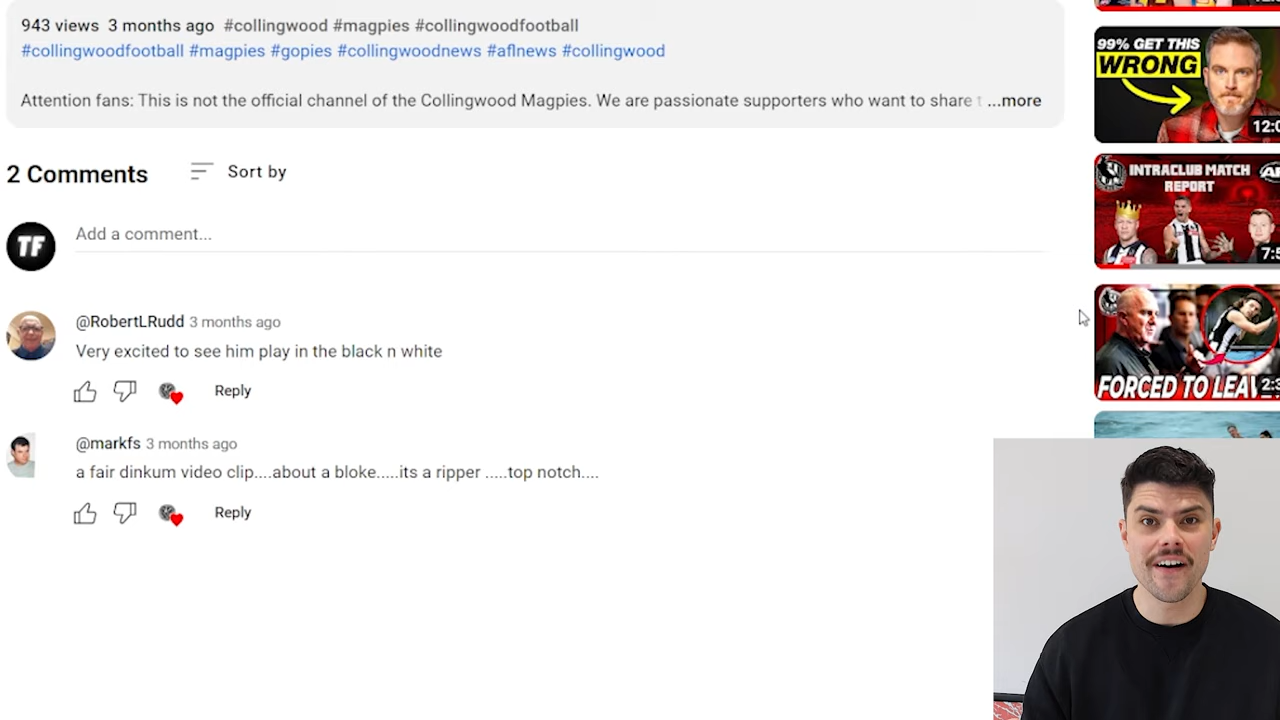 943 views 3 months ago #collingwood #magpies #collingwoodfootball
#collingwoodfootball #magpies #gopies #collingwoodnews #aflnews #collingwood
Attention fans: This is not the official channel of the Collingwood Magpies. We are passionate supporters who want to share t ...more
2 Comments
Sort by
TF
Add a comment...
@RobertLRudd 3 months ago
Very excited to see him play in the black n white
Reply
@markfs 3 months ago
a fair dinkum video clip....about a bloke.....its a ripper .....top notch....
Reply
99% GET THIS
WRONG
12:0
INTRACLUB MATCH
REPORT
7:5
FORCED TO LEAV
2:3